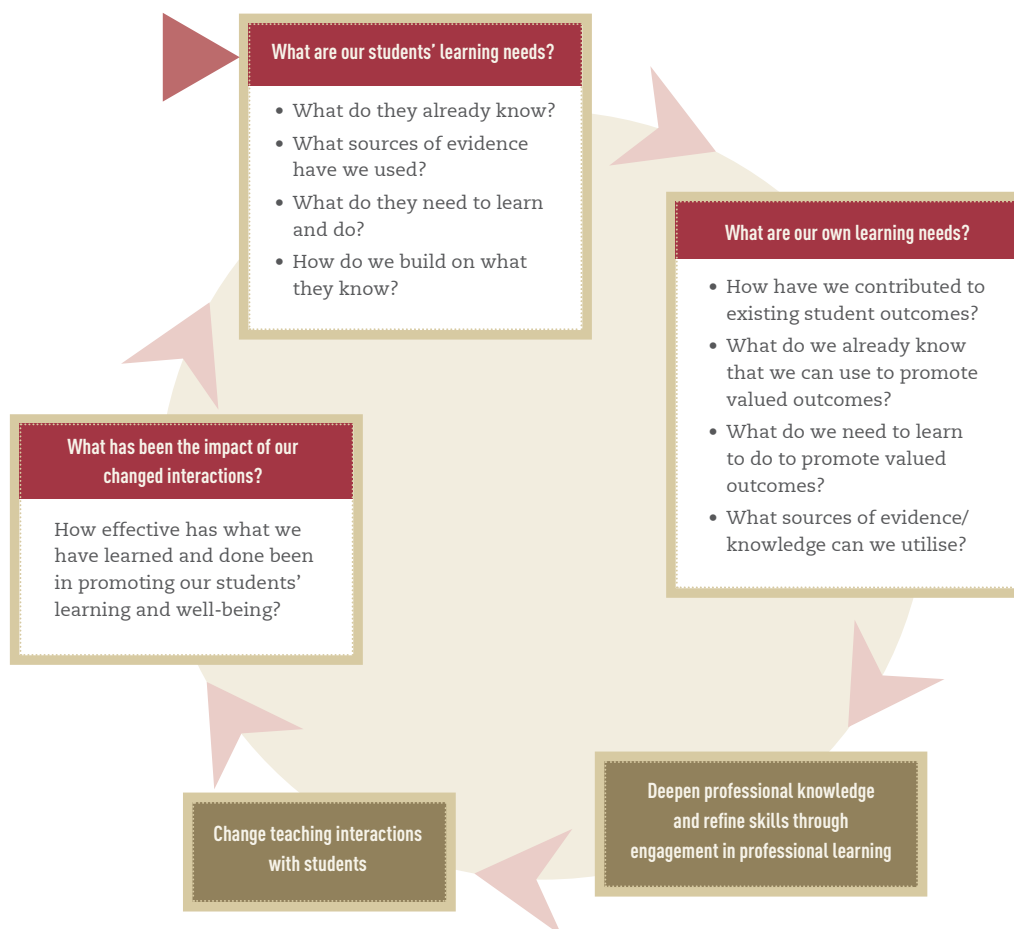 What are our students’ learning needs?
• What do they already know?
• What sources of evidence
have we used?
• What do they need to learn
and do?
• How do we build on what
they know?
What are our own learning needs?
• How have we contributed to
existing student outcomes?
• What do we already know
that we can use to promote
valued outcomes?
• What do we need to learn
to do to promote valued
outcomes?
• What sources of evidence/
knowledge can we utilise?
Deepen professional knowledge
and refine skills through
engagement in professional learning
Change teaching interactions
with students
What has been the impact of our
changed interactions?
How effective has what we
have learned and done been
in promoting our students’
learning and well-being?